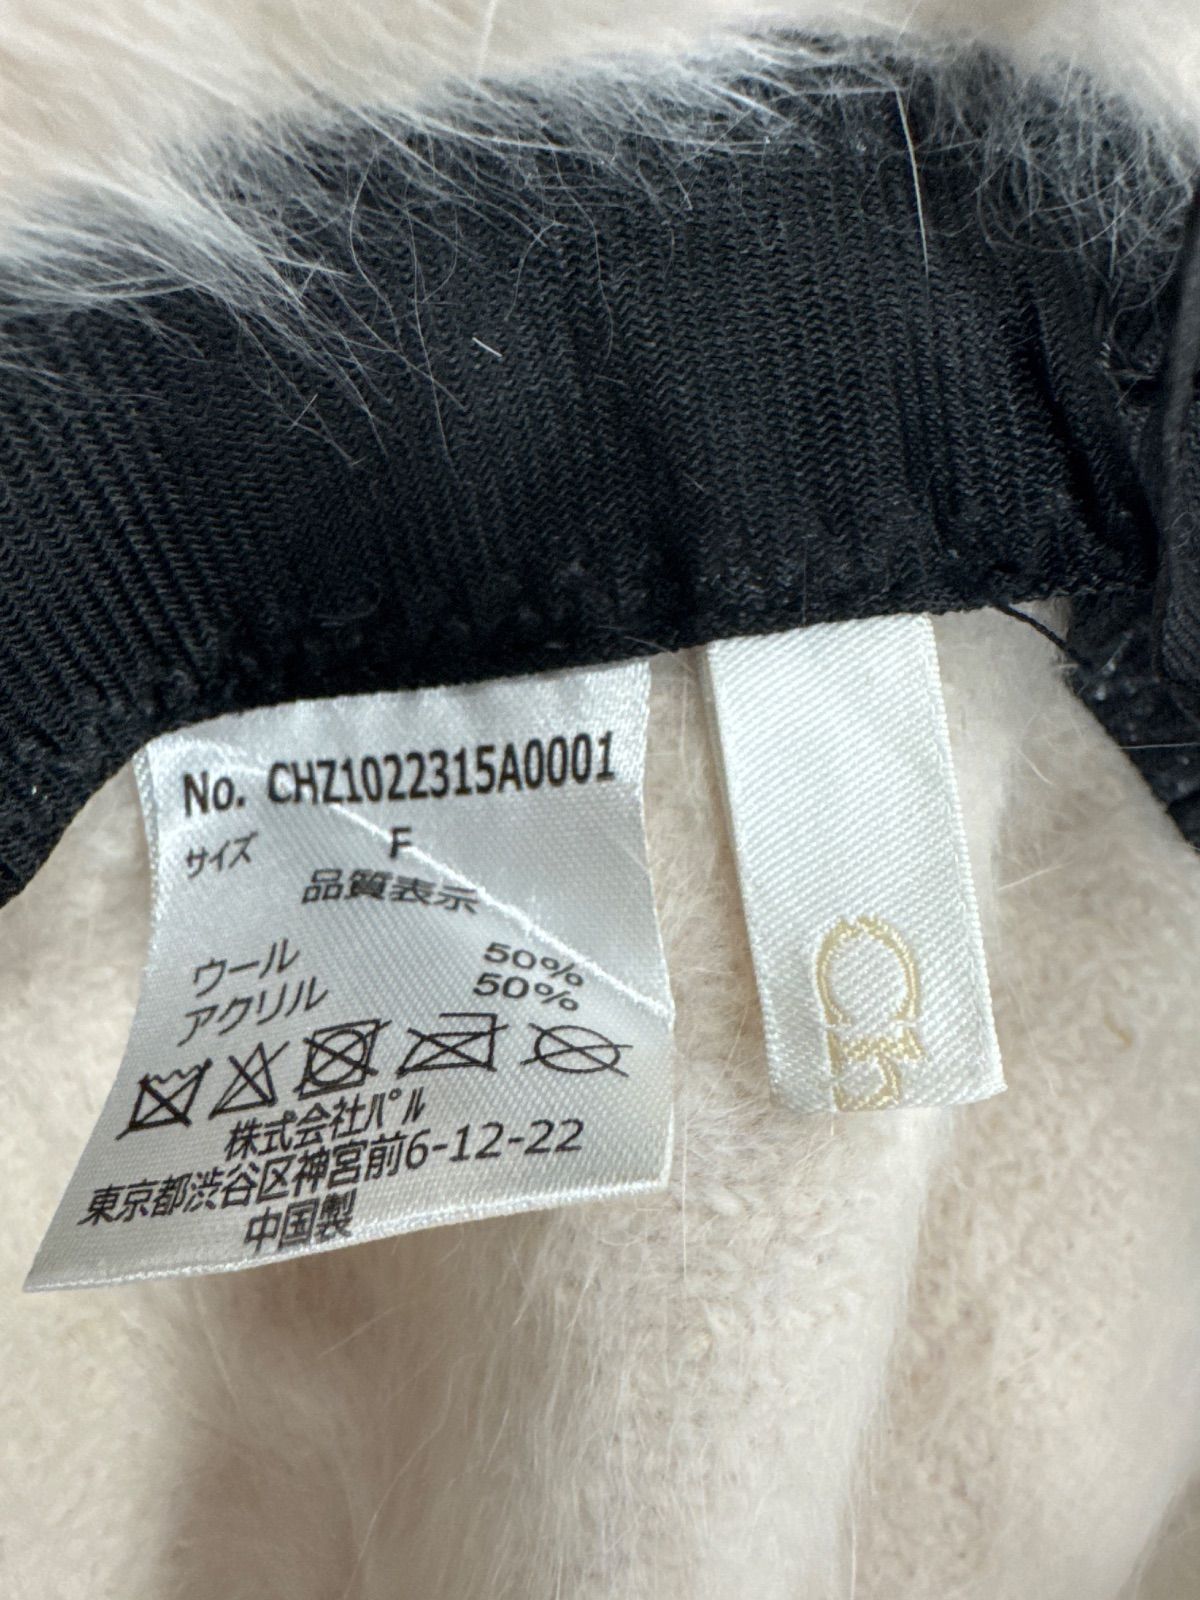 No. CHZ1022315A0001
サイズ F
品質表示
ウール 50%
アクリル 50%
株式会社パル
東京都渋谷区神宮前6-12-22
中国製
Ch